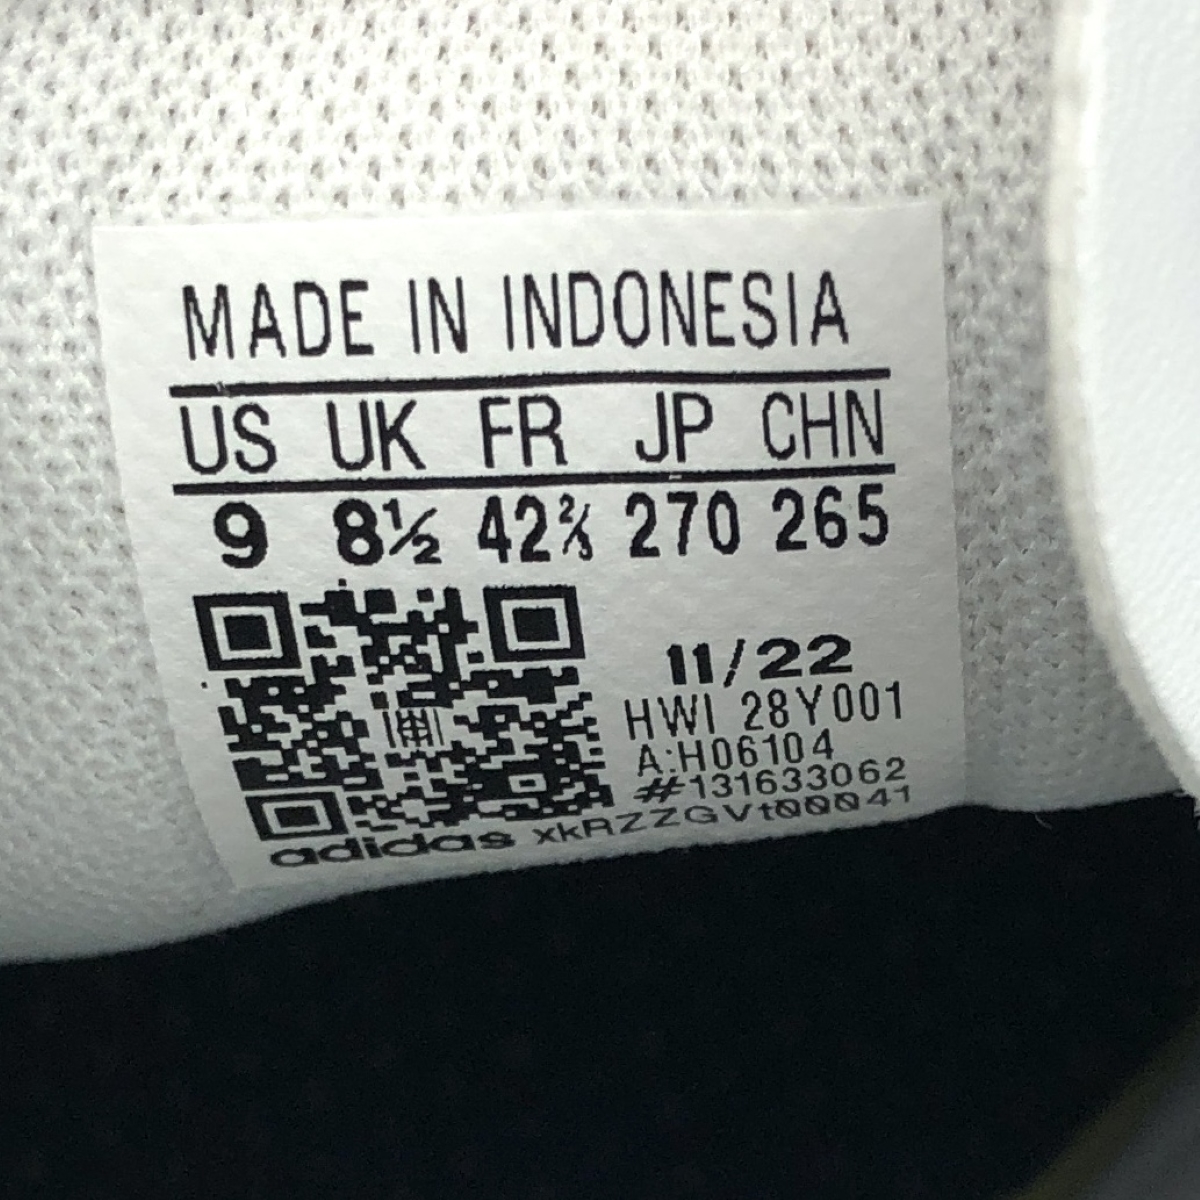 MADE IN INDONESIA
US UK FR JP CHN
9 8½ 42⅔ 270 265
11/22
HWI 28Y001
A:H06104
#131633062
adidas xkRZZGVt00041